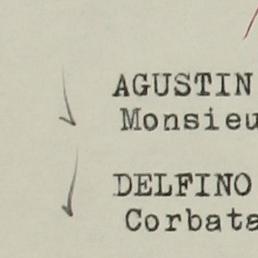 AGUSTIN
Monsieu
DELFINO
Corbata